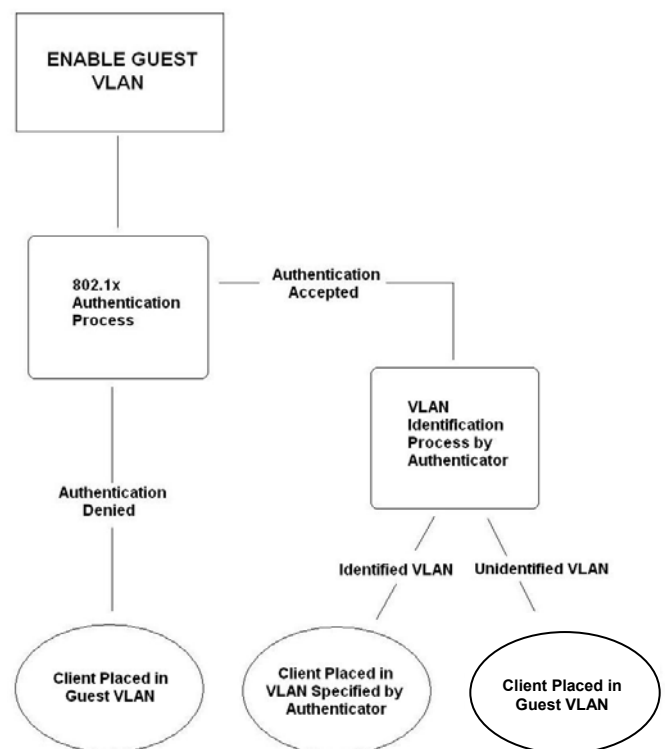 ENABLE GUEST
VLAN
802.1x
Authentication
Process
Authentication
Accepted
VLAN
Identification
Process by
Authenticator
Authentication
Denied
Identified VLAN
Unidentified VLAN
Client Placed in
Guest VLAN
Client Placed in
VLAN Specified by
Authenticator
Client Placed in
Guest VLAN